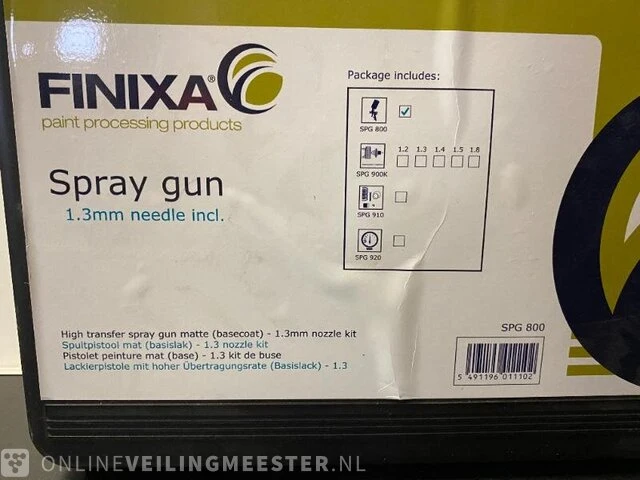 FINIXA®
paint processing products
Spray gun
1.3mm needle incl.
Package includes:
SPG 800
1.2 1.3 1.4 1.5 1.8
SPG 900K
SPG 910
SPG 920
High transfer spray gun matte (basecoat) - 1.3mm nozzle kit
Spuitpistool mat (basislak) - 1.3 nozzle kit
Pistolet peinture mat (base) - 1.3 kit de buse
Lackierpistole mit hoher Übertragungsrate (Basislack) - 1.3
SPG 800
5 491196 011102
ONLINEVEILINGMEESTER.NL